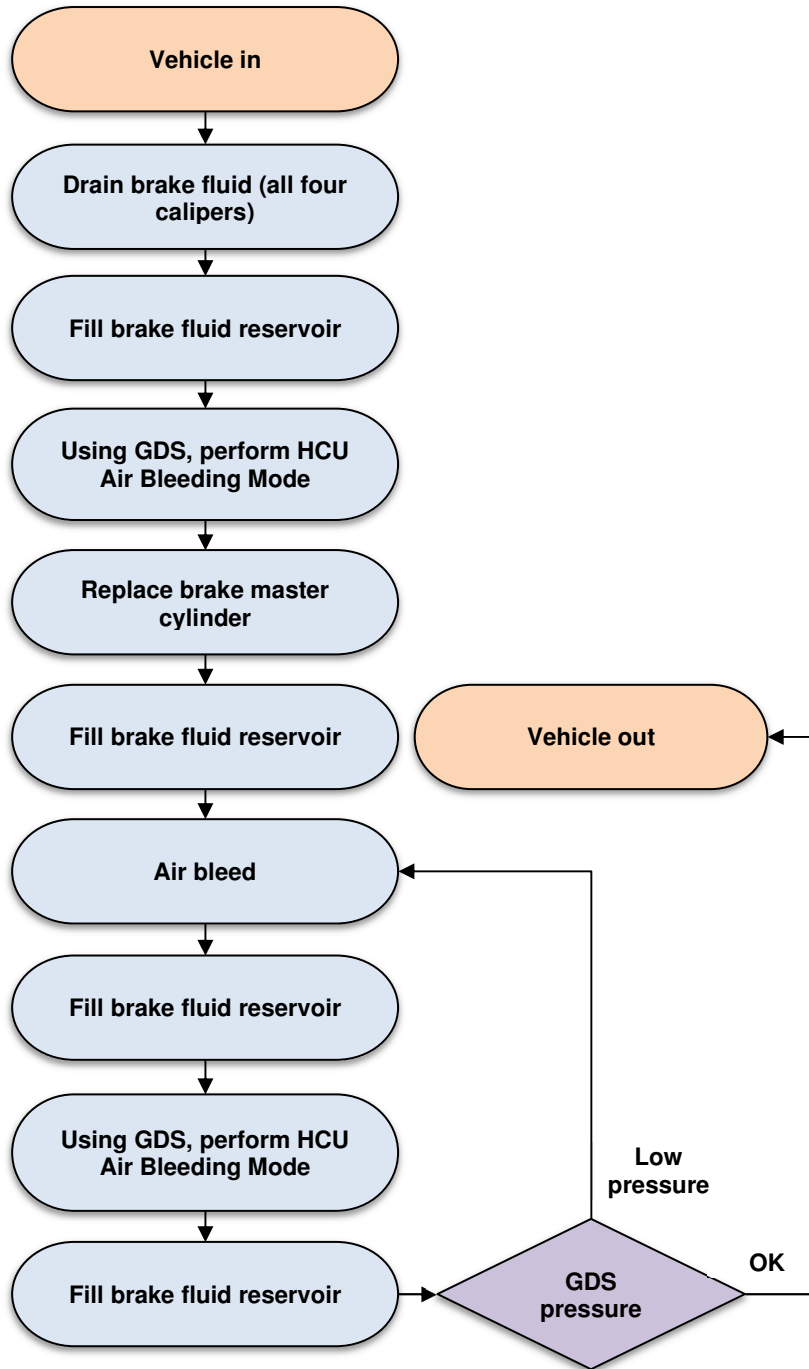 Vehicle in
Drain brake fluid (all four
calipers)
Fill brake fluid reservoir
Using GDS, perform HCU
Air Bleeding Mode
Replace brake master
cylinder
Fill brake fluid reservoir
Vehicle out
Air bleed
Fill brake fluid reservoir
Using GDS, perform HCU
Air Bleeding Mode
Low
pressure
Fill brake fluid reservoir
GDS
pressure
OK